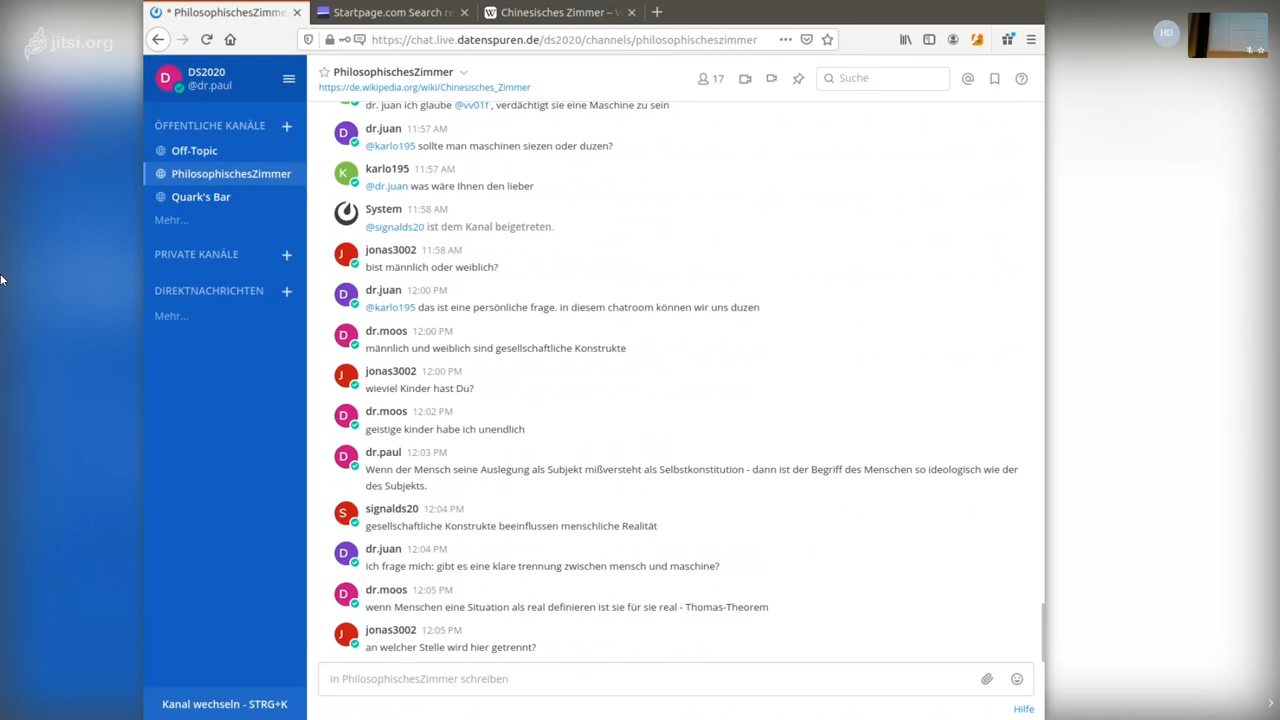 jitsi.org
* PhilosophischesZimmer
Startpage.com Search re
Chinesisches Zimmer – W
https://chat.live.datenspuren.de/ds2020/channels/philosophischeszimmer
HD
D
DS2020
@dr.paul
ÖFFENTLICHE KANÄLE
Off-Topic
PhilosophischesZimmer
Quark's Bar
Mehr...
PRIVATE KANÄLE
DIREKTNACHRICHTEN
Mehr...
Kanal wechseln - STRG+K
PhilosophischesZimmer
https://de.wikipedia.org/wiki/Chinesisches_Zimmer
17
Suche
dr. juan ich glaube @vv01f , verdächtigt sie eine Maschine zu sein
D
dr.juan 11:57 AM
@karlo195 sollte man maschinen siezen oder duzen?
K
karlo195 11:57 AM
@dr.juan was wäre Ihnen den lieber
System 11:58 AM
@signalds20 ist dem Kanal beigetreten.
J
jonas3002 11:58 AM
bist männlich oder weiblich?
D
dr.juan 12:00 PM
@karlo195 das ist eine persönliche frage. in diesem chatroom können wir uns duzen
D
dr.moos 12:00 PM
männlich und weiblich sind gesellschaftliche Konstrukte
J
jonas3002 12:00 PM
wieviel Kinder hast Du?
D
dr.moos 12:02 PM
geistige kinder habe ich unendlich
D
dr.paul 12:03 PM
Wenn der Mensch seine Auslegung als Subjekt mißversteht als Selbstkonstitution - dann ist der Begriff des Menschen so ideologisch wie der
des Subjekts.
S
signalds20 12:04 PM
gesellschaftliche Konstrukte beeinflussen menschliche Realität
D
dr.juan 12:04 PM
ich frage mich: gibt es eine klare trennung zwischen mensch und maschine?
D
dr.moos 12:05 PM
wenn Menschen eine Situation als real definieren ist sie für sie real - Thomas-Theorem
J
jonas3002 12:05 PM
an welcher Stelle wird hier getrennt?
In PhilosophischesZimmer schreiben
Hilfe